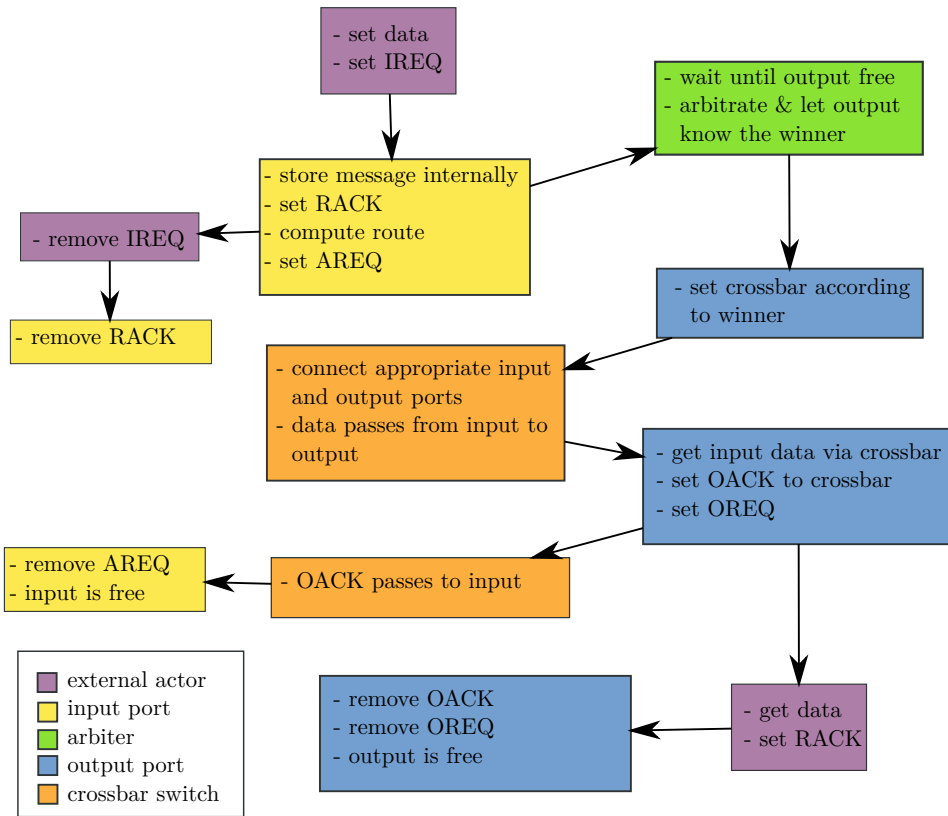 - set data
- set IREQ
- wait until output free
- arbitrate & let output
know the winner
- store message internally
- set RACK
- compute route
- set AREQ
- remove IREQ
- remove RACK
- set crossbar according
to winner
- connect appropriate input
and output ports
- data passes from input to
output
- get input data via crossbar
- set OACK to crossbar
- set OREQ
- OACK passes to input
- remove AREQ
- input is free
- get data
- set RACK
- remove OACK
- remove OREQ
- output is free
external actor
input port
arbiter
output port
crossbar switch